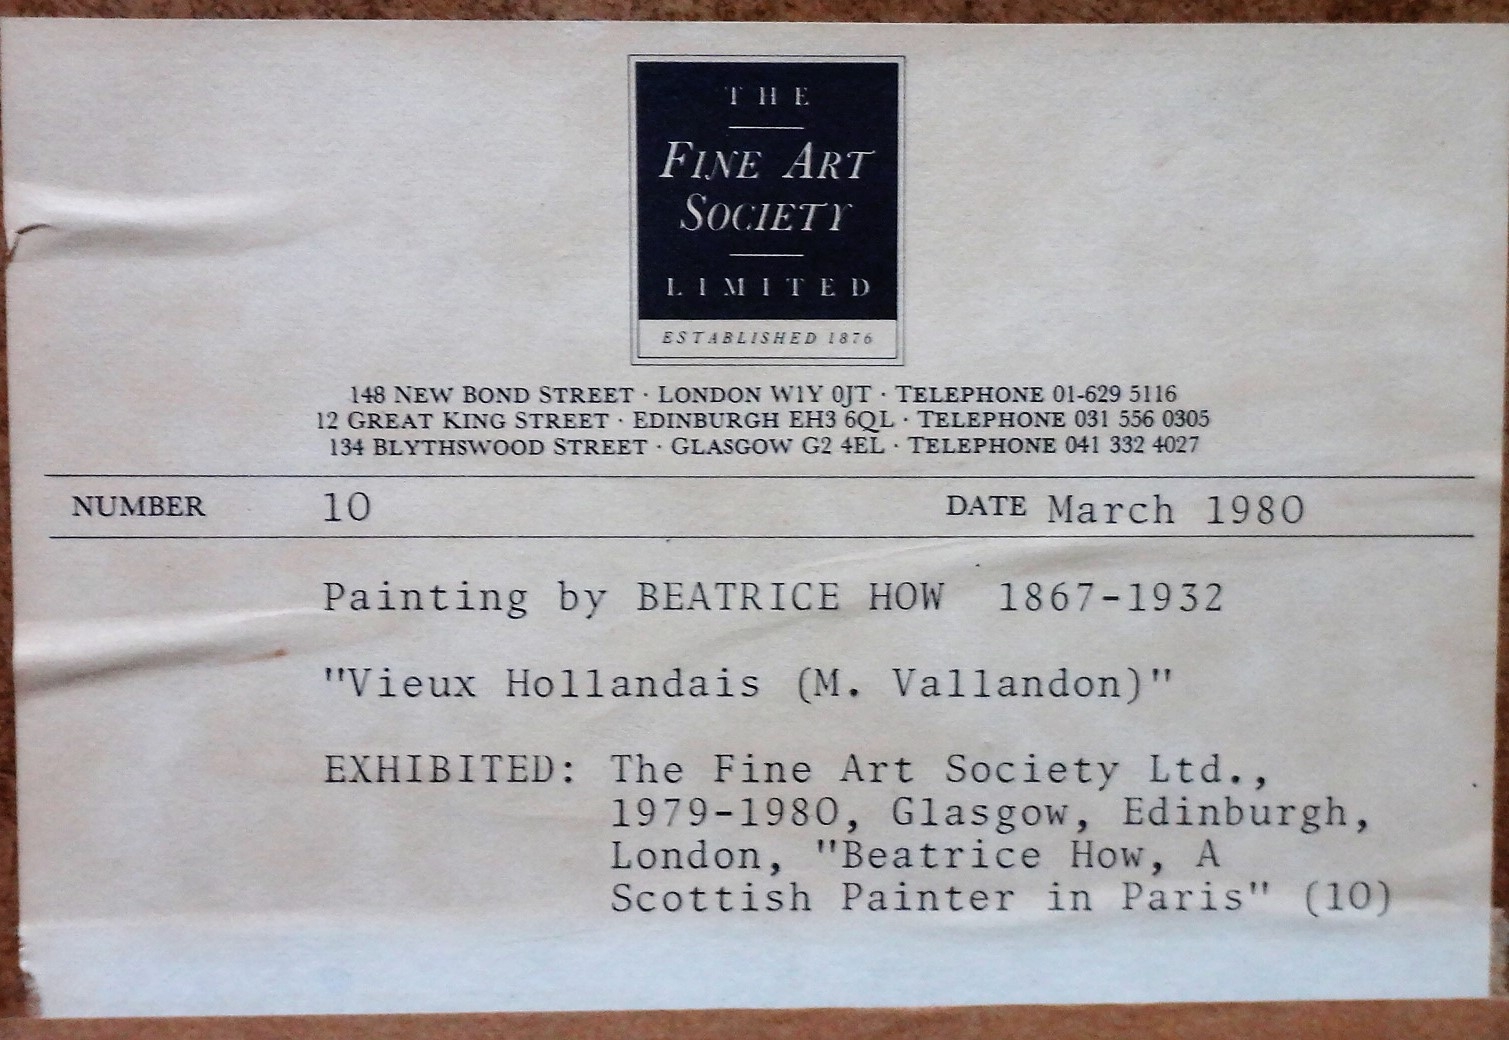 THE
FINE ART
SOCIETY
LIMITED
ESTABLISHED 1876
148 NEW BOND STREET · LONDON W1Y 0JT · TELEPHONE 01-629 5116
12 GREAT KING STREET · EDINBURGH EH3 6QL · TELEPHONE 031 556 0305
134 BLYTHSWOOD STREET · GLASGOW G2 4EL · TELEPHONE 041 332 4027
NUMBER 10 DATE March 1980
Painting by BEATRICE HOW 1867-1932
"Vieux Hollandais (M. Vallandon)"
EXHIBITED: The Fine Art Society Ltd.,
1979-1980, Glasgow, Edinburgh,
London, "Beatrice How, A
Scottish Painter in Paris" (10)